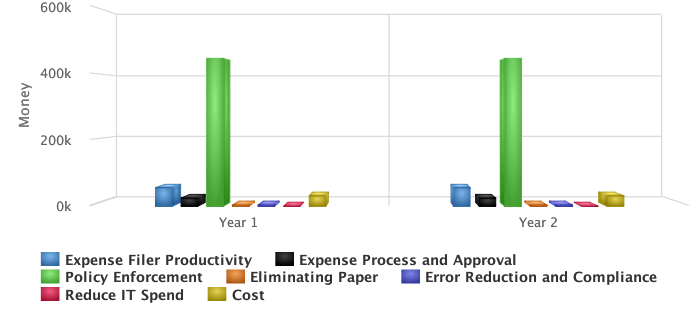 600k
400k
200k
0k
Money
Year 1 Year 2
Expense Filer Productivity Expense Process and Approval
Policy Enforcement Eliminating Paper Error Reduction and Compliance
Reduce IT Spend Cost